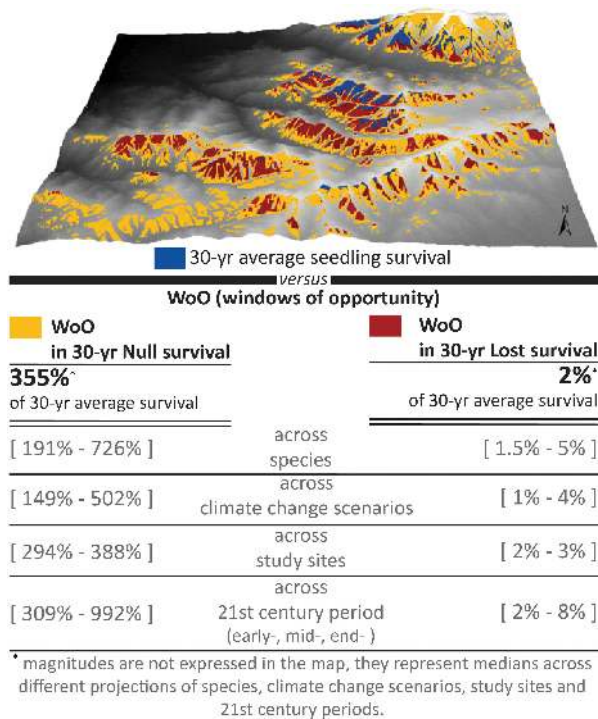 N
30-yr average seedling survival
versus
WoO (windows of opportunity)
WoO
in 30-yr Null survival
355%*
of 30-yr average survival
WoO
in 30-yr Lost survival
2%*
of 30-yr average survival
[ 191% - 726% ] across species [ 1.5% - 5% ]
[ 149% - 502% ] across climate change scenarios [ 1% - 4% ]
[ 294% - 388% ] across study sites [ 2% - 3% ]
[ 309% - 992% ] across 21st century period (early-, mid-, end- ) [ 2% - 8% ]
* magnitudes are not expressed in the map, they represent medians across
different projections of species, climate change scenarios, study sites and
21st century periods.